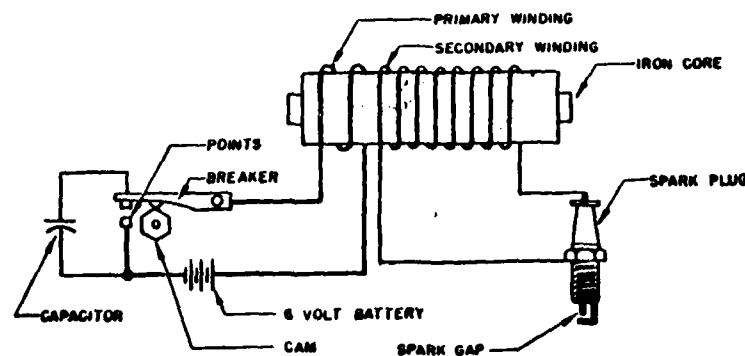 PRIMARY WINDING
SECONDARY WINDING
IRON CORE
POINTS
BREAKER
SPARK PLUG
CAPACITOR
6 VOLT BATTERY
CAM
SPARK GAP